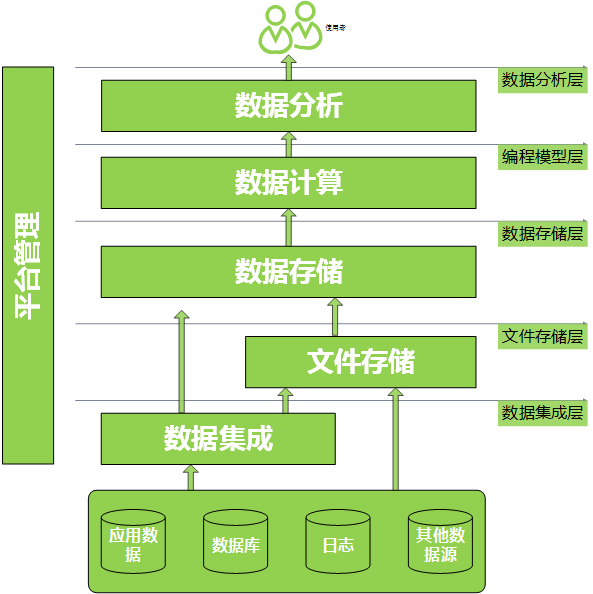 使用者
数据分析层
数据分析
编程模型层
数据计算
数据存储层
数据存储
平台管理
文件存储层
文件存储
数据集成层
数据集成
应用数
据
数据库
日志
其他数
据源